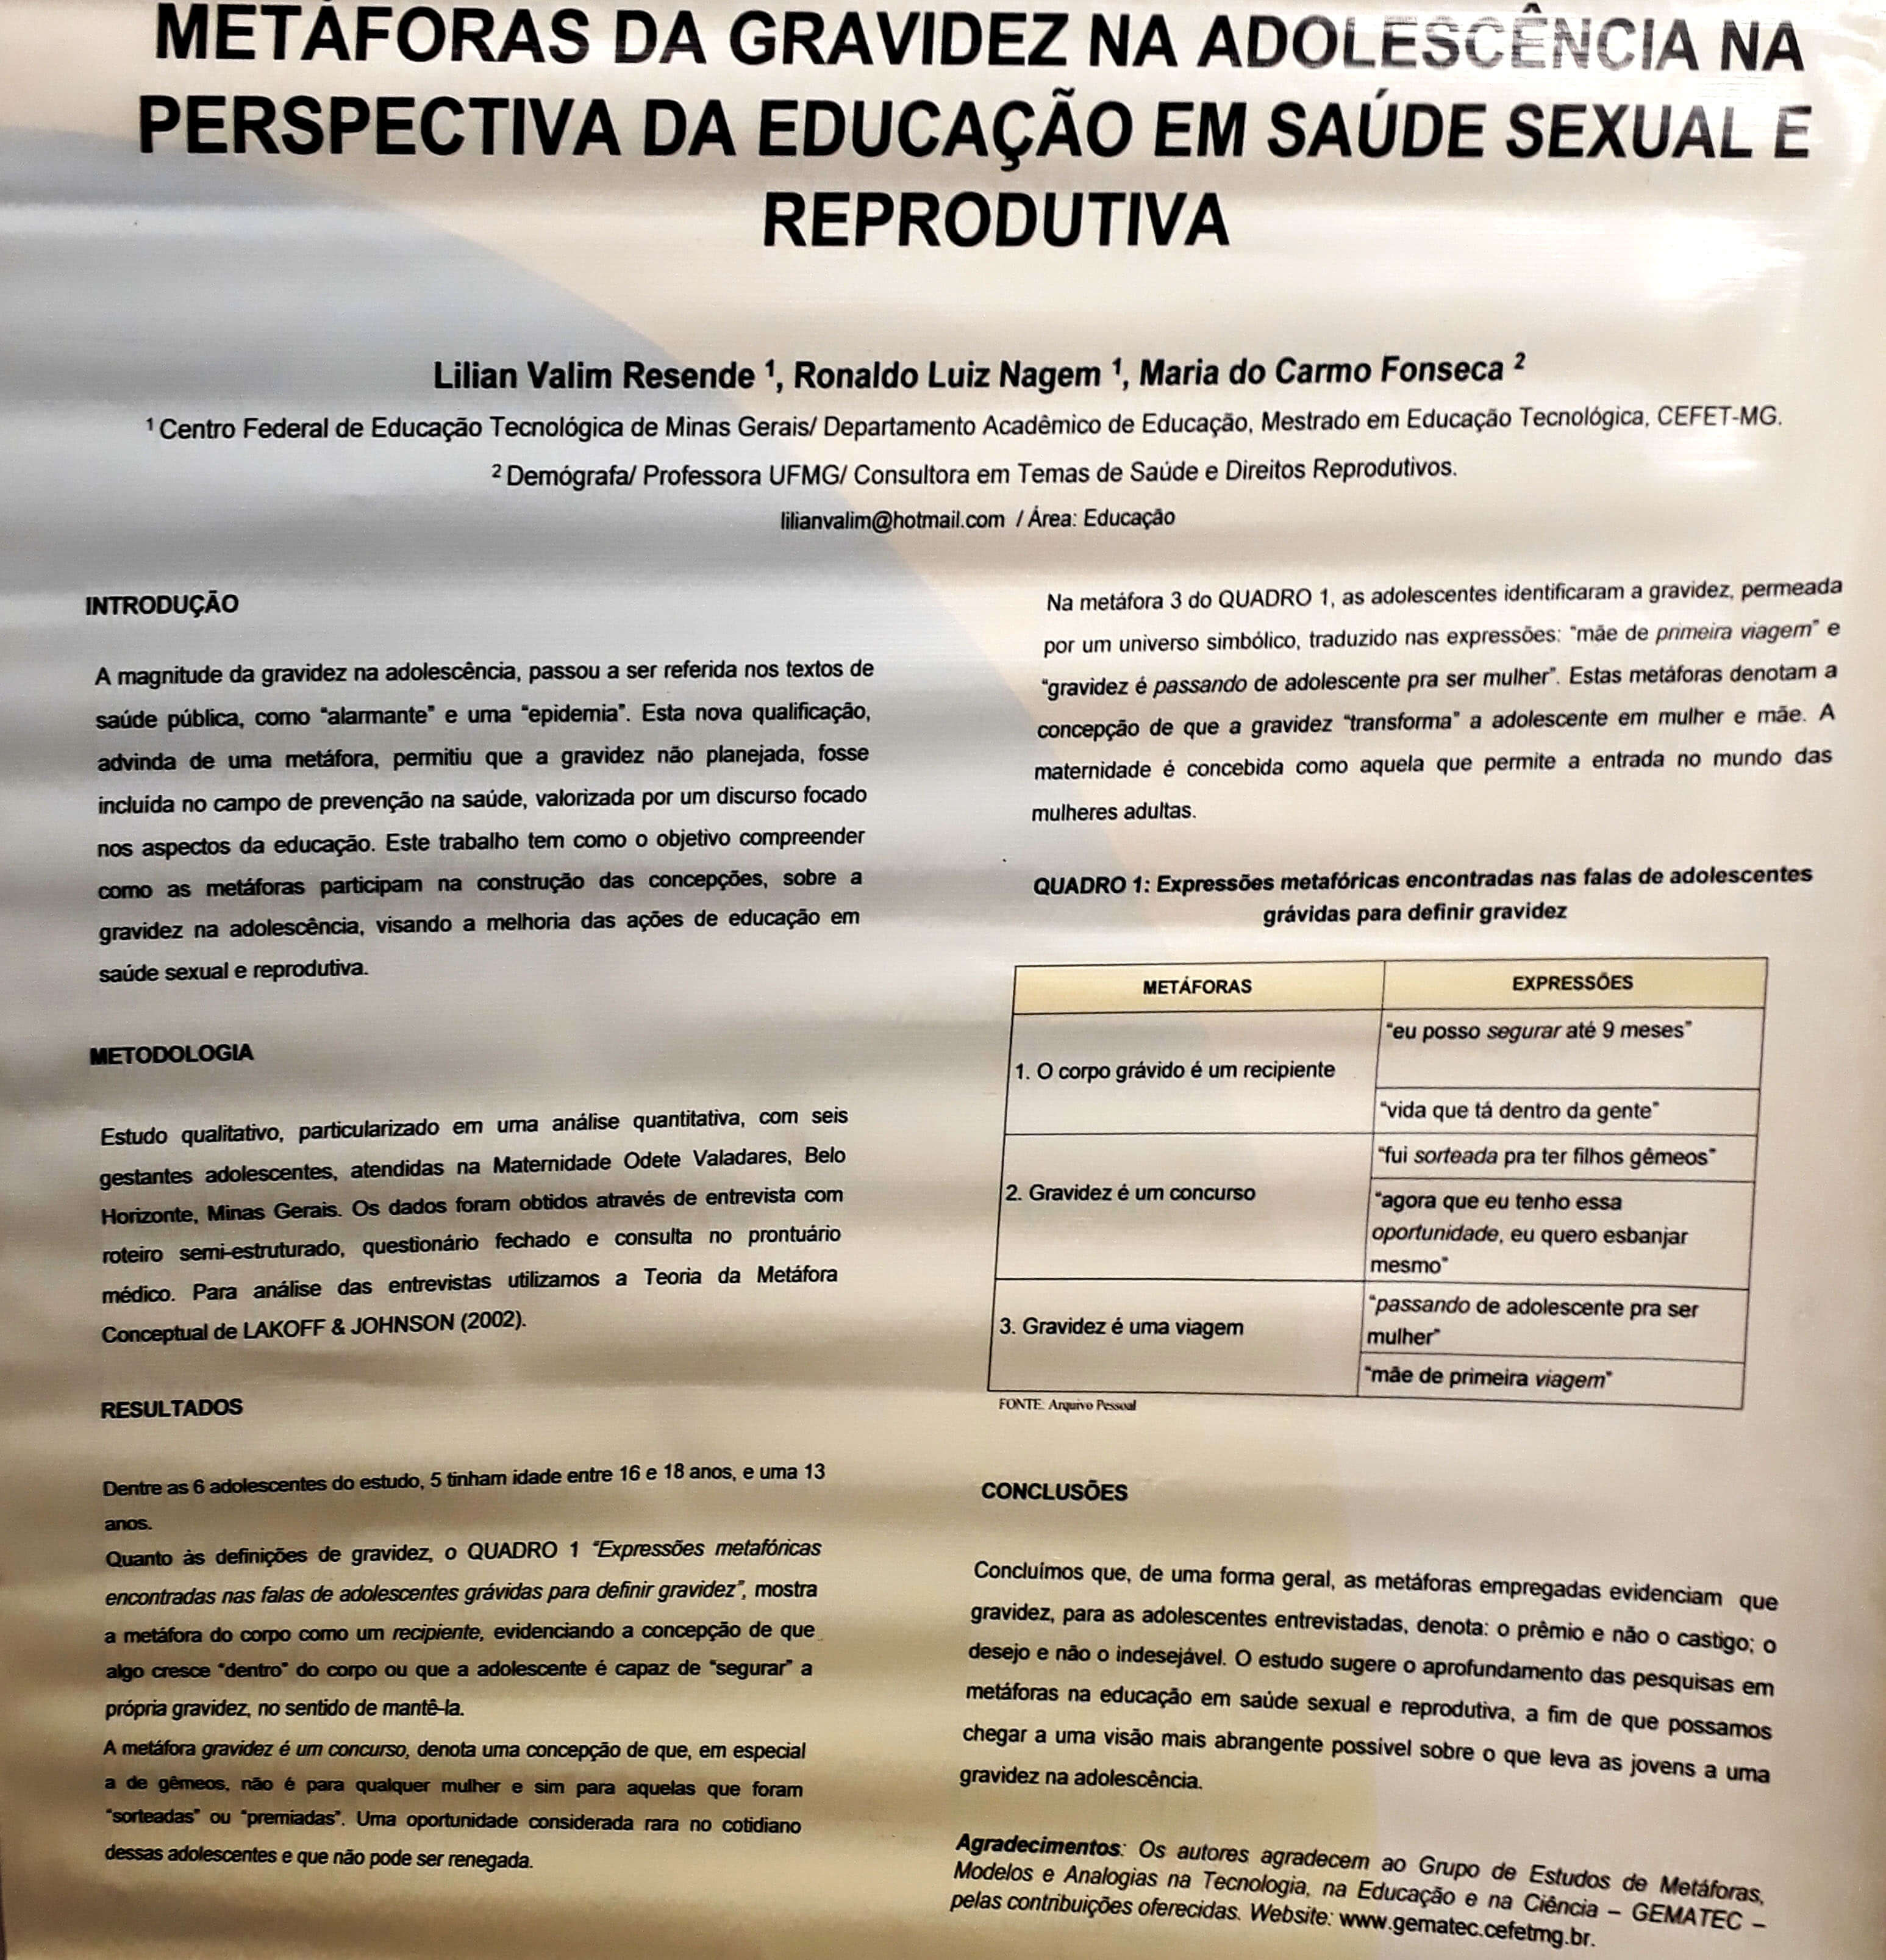 METÁFORAS DA GRAVIDEZ NA ADOLESCÊNCIA NA
PERSPECTIVA DA EDUCAÇÃO EM SAÚDE SEXUAL E
REPRODUTIVA
Lilian Valim Resende ¹, Ronaldo Luiz Nagem ¹, Maria do Carmo Fonseca ²
¹ Centro Federal de Educação Tecnológica de Minas Gerais/ Departamento Acadêmico de Educação, Mestrado em Educação Tecnológica, CEFET-MG.
² Demógrafa/ Professora UFMG/ Consultora em Temas de Saúde e Direitos Reprodutivos.
lilianvalim@hotmail.com / Área: Educação
INTRODUÇÃO
A magnitude da gravidez na adolescência, passou a ser referida nos textos de
saúde pública, como “alarmante” e uma “epidemia”. Esta nova qualificação,
advinda de uma metáfora, permitiu que a gravidez não planejada, fosse
incluída no campo de prevenção na saúde, valorizada por um discurso focado
nos aspectos da educação. Este trabalho tem como o objetivo compreender
como as metáforas participam na construção das concepções, sobre a
gravidez na adolescência, visando a melhoria das ações de educação em
saúde sexual e reprodutiva.
METODOLOGIA
Estudo qualitativo, particularizado em uma análise quantitativa, com seis
gestantes adolescentes, atendidas na Maternidade Odete Valadares, Belo
Horizonte, Minas Gerais. Os dados foram obtidos através de entrevista com
roteiro semi-estruturado, questionário fechado e consulta no prontuário
médico. Para análise das entrevistas utilizamos a Teoria da Metáfora
Conceptual de LAKOFF & JOHNSON (2002).
RESULTADOS
Dentre as 6 adolescentes do estudo, 5 tinham idade entre 16 e 18 anos, e uma 13
anos.
Quanto às definições de gravidez, o QUADRO 1 “Expressões metafóricas
encontradas nas falas de adolescentes grávidas para definir gravidez”, mostra
a metáfora do corpo como um recipiente, evidenciando a concepção de que
algo cresce “dentro” do corpo ou que a adolescente é capaz de “segurar” a
própria gravidez, no sentido de mantê-la.
A metáfora gravidez é um concurso, denota uma concepção de que, em especial
a de gêmeos, não é para qualquer mulher e sim para aquelas que foram
“sorteadas” ou “premiadas”. Uma oportunidade considerada rara no cotidiano
dessas adolescentes e que não pode ser renegada.
Na metáfora 3 do QUADRO 1, as adolescentes identificaram a gravidez, permeada
por um universo simbólico, traduzido nas expressões: “mãe de primeira viagem” e
“gravidez é passando de adolescente pra ser mulher”. Estas metáforas denotam a
concepção de que a gravidez “transforma” a adolescente em mulher e mãe. A
maternidade é concebida como aquela que permite a entrada no mundo das
mulheres adultas.
QUADRO 1: Expressões metafóricas encontradas nas falas de adolescentes
grávidas para definir gravidez
METÁFORAS
EXPRESSÕES
1. O corpo grávido é um recipiente
“eu posso segurar até 9 meses”
“vida que tá dentro da gente”
2. Gravidez é um concurso
“fui sorteada pra ter filhos gêmeos”
“agora que eu tenho essa
oportunidade, eu quero esbanjar
mesmo”
3. Gravidez é uma viagem
“passando de adolescente pra ser
mulher”
“mãe de primeira viagem”
FONTE: Arquivo Pessoal
CONCLUSÕES
Concluímos que, de uma forma geral, as metáforas empregadas evidenciam que
gravidez, para as adolescentes entrevistadas, denota: o prêmio e não o castigo; o
desejo e não o indesejável. O estudo sugere o aprofundamento das pesquisas em
metáforas na educação em saúde sexual e reprodutiva, a fim de que possamos
chegar a uma visão mais abrangente possível sobre o que leva as jovens a uma
gravidez na adolescência.
Agradecimentos: Os autores agradecem ao Grupo de Estudos de Metáforas,
Modelos e Analogias na Tecnologia, na Educação e na Ciência – GEMATEC –
pelas contribuições oferecidas. Website: www.gematec.cefetmg.br.